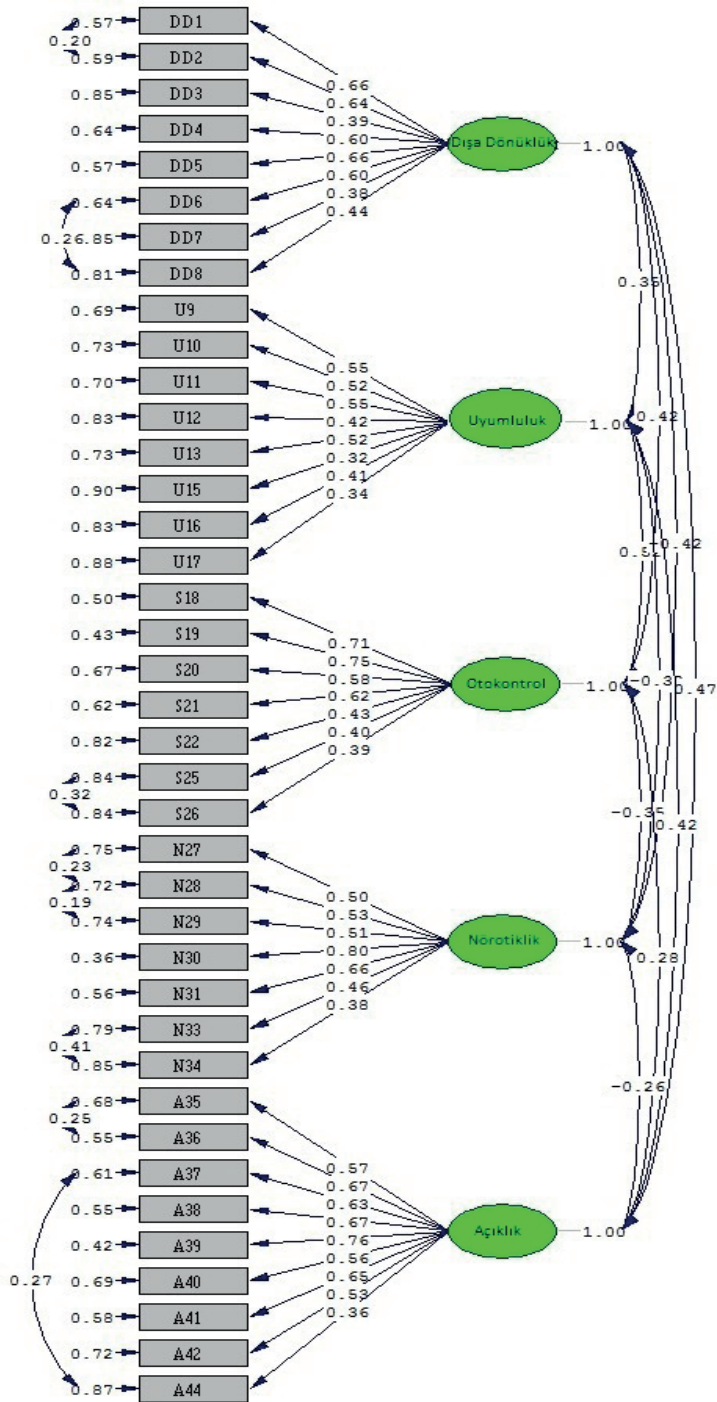 0.57 DD1
0.20
0.59 DD2
0.85 DD3
0.64 DD4
0.57 DD5
0.64 DD6
0.26 0.85 DD7
0.81 DD8
0.66
0.64
0.39
0.60
0.66
0.60
0.38
0.44
Dışa Dönüklük 1.00
0.69 U9
0.73 U10
0.70 U11
0.83 U12
0.73 U13
0.90 U15
0.83 U16
0.88 U17
0.55
0.52
0.55
0.42
0.52
0.32
0.41
0.34
Uyumluluk 1.00
0.50 S18
0.43 S19
0.67 S20
0.62 S21
0.82 S22
0.84 S25
0.32
0.84 S26
0.71
0.75
0.58
0.62
0.43
0.40
0.39
Otokontrol 1.00
0.75 N27
0.23
0.72 N28
0.19
0.74 N29
0.36 N30
0.56 N31
0.79 N33
0.41
0.85 N34
0.50
0.53
0.51
0.80
0.66
0.46
0.38
Nörotiklik 1.00
0.68 A35
0.25
0.55 A36
0.61 A37
0.55 A38
0.42 A39
0.27 0.69 A40
0.58 A41
0.72 A42
0.87 A44
0.57
0.67
0.63
0.67
0.76
0.56
0.65
0.53
0.36
Açıklık 1.00
0.35
0.42
-0.42
0.47
-0.35
0.42
0.28
-0.26